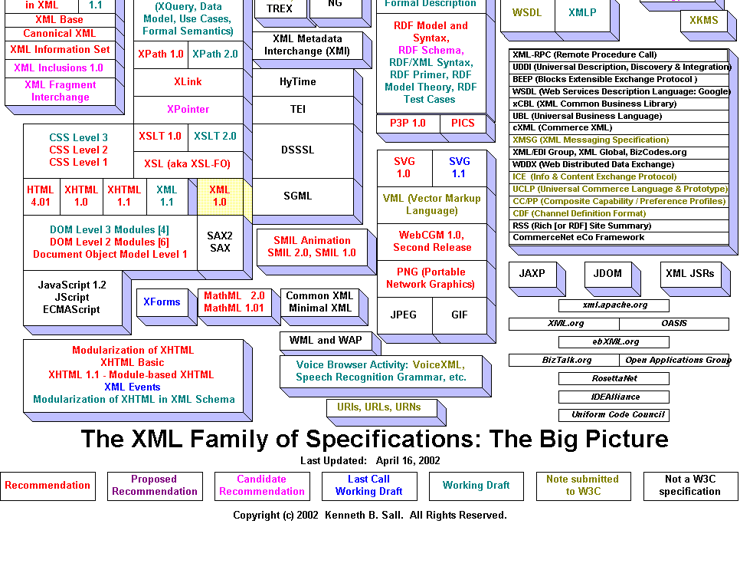 in XML
1.1
XML Base
Canonical XML
XML Information Set
XML Inclusions 1.0
XML Fragment
Interchange
(XQuery, Data
Model, Use Cases,
Formal Semantics)
XPath 1.0 XPath 2.0
XLink
XPointer
CSS Level 3
CSS Level 2
CSS Level 1
XSLT 1.0 XSLT 2.0
XSL (aka XSL-FO)
HTML
4.01
XHTML
1.0
XHTML
1.1
XML
1.1
XML
1.0
DOM Level 3 Modules [4]
DOM Level 2 Modules [6]
Document Object Model Level 1
SAX2
SAX
JavaScript 1.2
JScript
ECMAScript
XForms
MathML 2.0
MathML 1.01
Common XML
Minimal XML
TREX
NG
XML Metadata
Interchange (XMI)
HyTime
TEI
DSSSL
SGML
SMIL Animation
SMIL 2.0, SMIL 1.0
Formal Description
RDF Model and
Syntax,
RDF Schema,
RDF/XML Syntax,
RDF Primer, RDF
Model Theory, RDF
Test Cases
P3P 1.0 PICS
SVG
1.0
SVG
1.1
VML (Vector Markup
Language)
WebCGM 1.0,
Second Release
PNG (Portable
Network Graphics)
JPEG GIF
WSDL XMLP
XKMS
XML-RPC (Remote Procedure Call)
UDDI (Universal Description, Discovery & Integration)
BEEP (Blocks Extensible Exchange Protocol )
WSDL (Web Services Description Language: Google)
xCBL (XML Common Business Library)
UBL (Universal Business Language)
cXML (Commerce XML)
XMSG (XML Messaging Specification)
XML/EDI Group, XML Global, BizCodes.org
WDDX (Web Distributed Data Exchange)
ICE (Info & Content Exchange Protocol)
UCLP (Universal Commerce Language & Prototype)
CC/PP (Composite Capability / Preference Profiles)
CDF (Channel Definition Format)
RSS (Rich [or RDF] Site Summary)
CommerceNet eCo Framework
JAXP JDOM XML JSRs
xml.apache.org
XML.org OASIS
ebXML.org
BizTalk.org Open Applications Group
RosettaNet
IDEAlliance
Uniform Code Council
WML and WAP
Modularization of XHTML
XHTML Basic
XHTML 1.1 - Module-based XHTML
XML Events
Modularization of XHTML in XML Schema
Voice Browser Activity: VoiceXML,
Speech Recognition Grammar, etc.
URIs, URLs, URNs
The XML Family of Specifications: The Big Picture
Last Updated: April 16, 2002
Recommendation
Proposed
Recommendation
Candidate
Recommendation
Last Call
Working Draft
Working Draft
Note submitted
to W3C
Not a W3C
specification
Copyright (c) 2002 Kenneth B. Sall. All Rights Reserved.